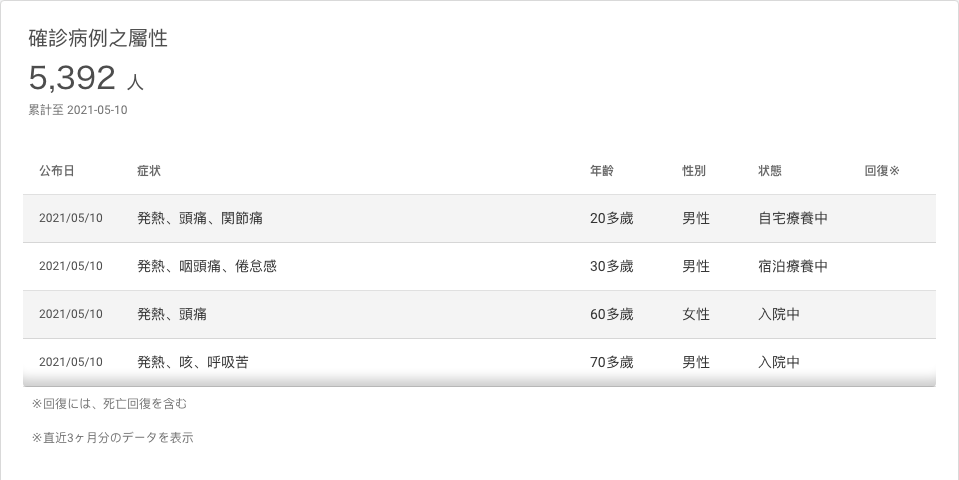 確診病例之屬性
5,392 人
累計至 2021-05-10
公布日 症状 年齢 性別 状態 回復※
2021/05/10 発熱、頭痛、関節痛 20多歲 男性 自宅療養中
2021/05/10 発熱、咽頭痛、倦怠感 30多歲 男性 宿泊療養中
2021/05/10 発熱、頭痛 60多歲 女性 入院中
2021/05/10 発熱、咳、呼吸苦 70多歲 男性 入院中
※回復には、死亡回復を含む
※直近3ヶ月分のデータを表示